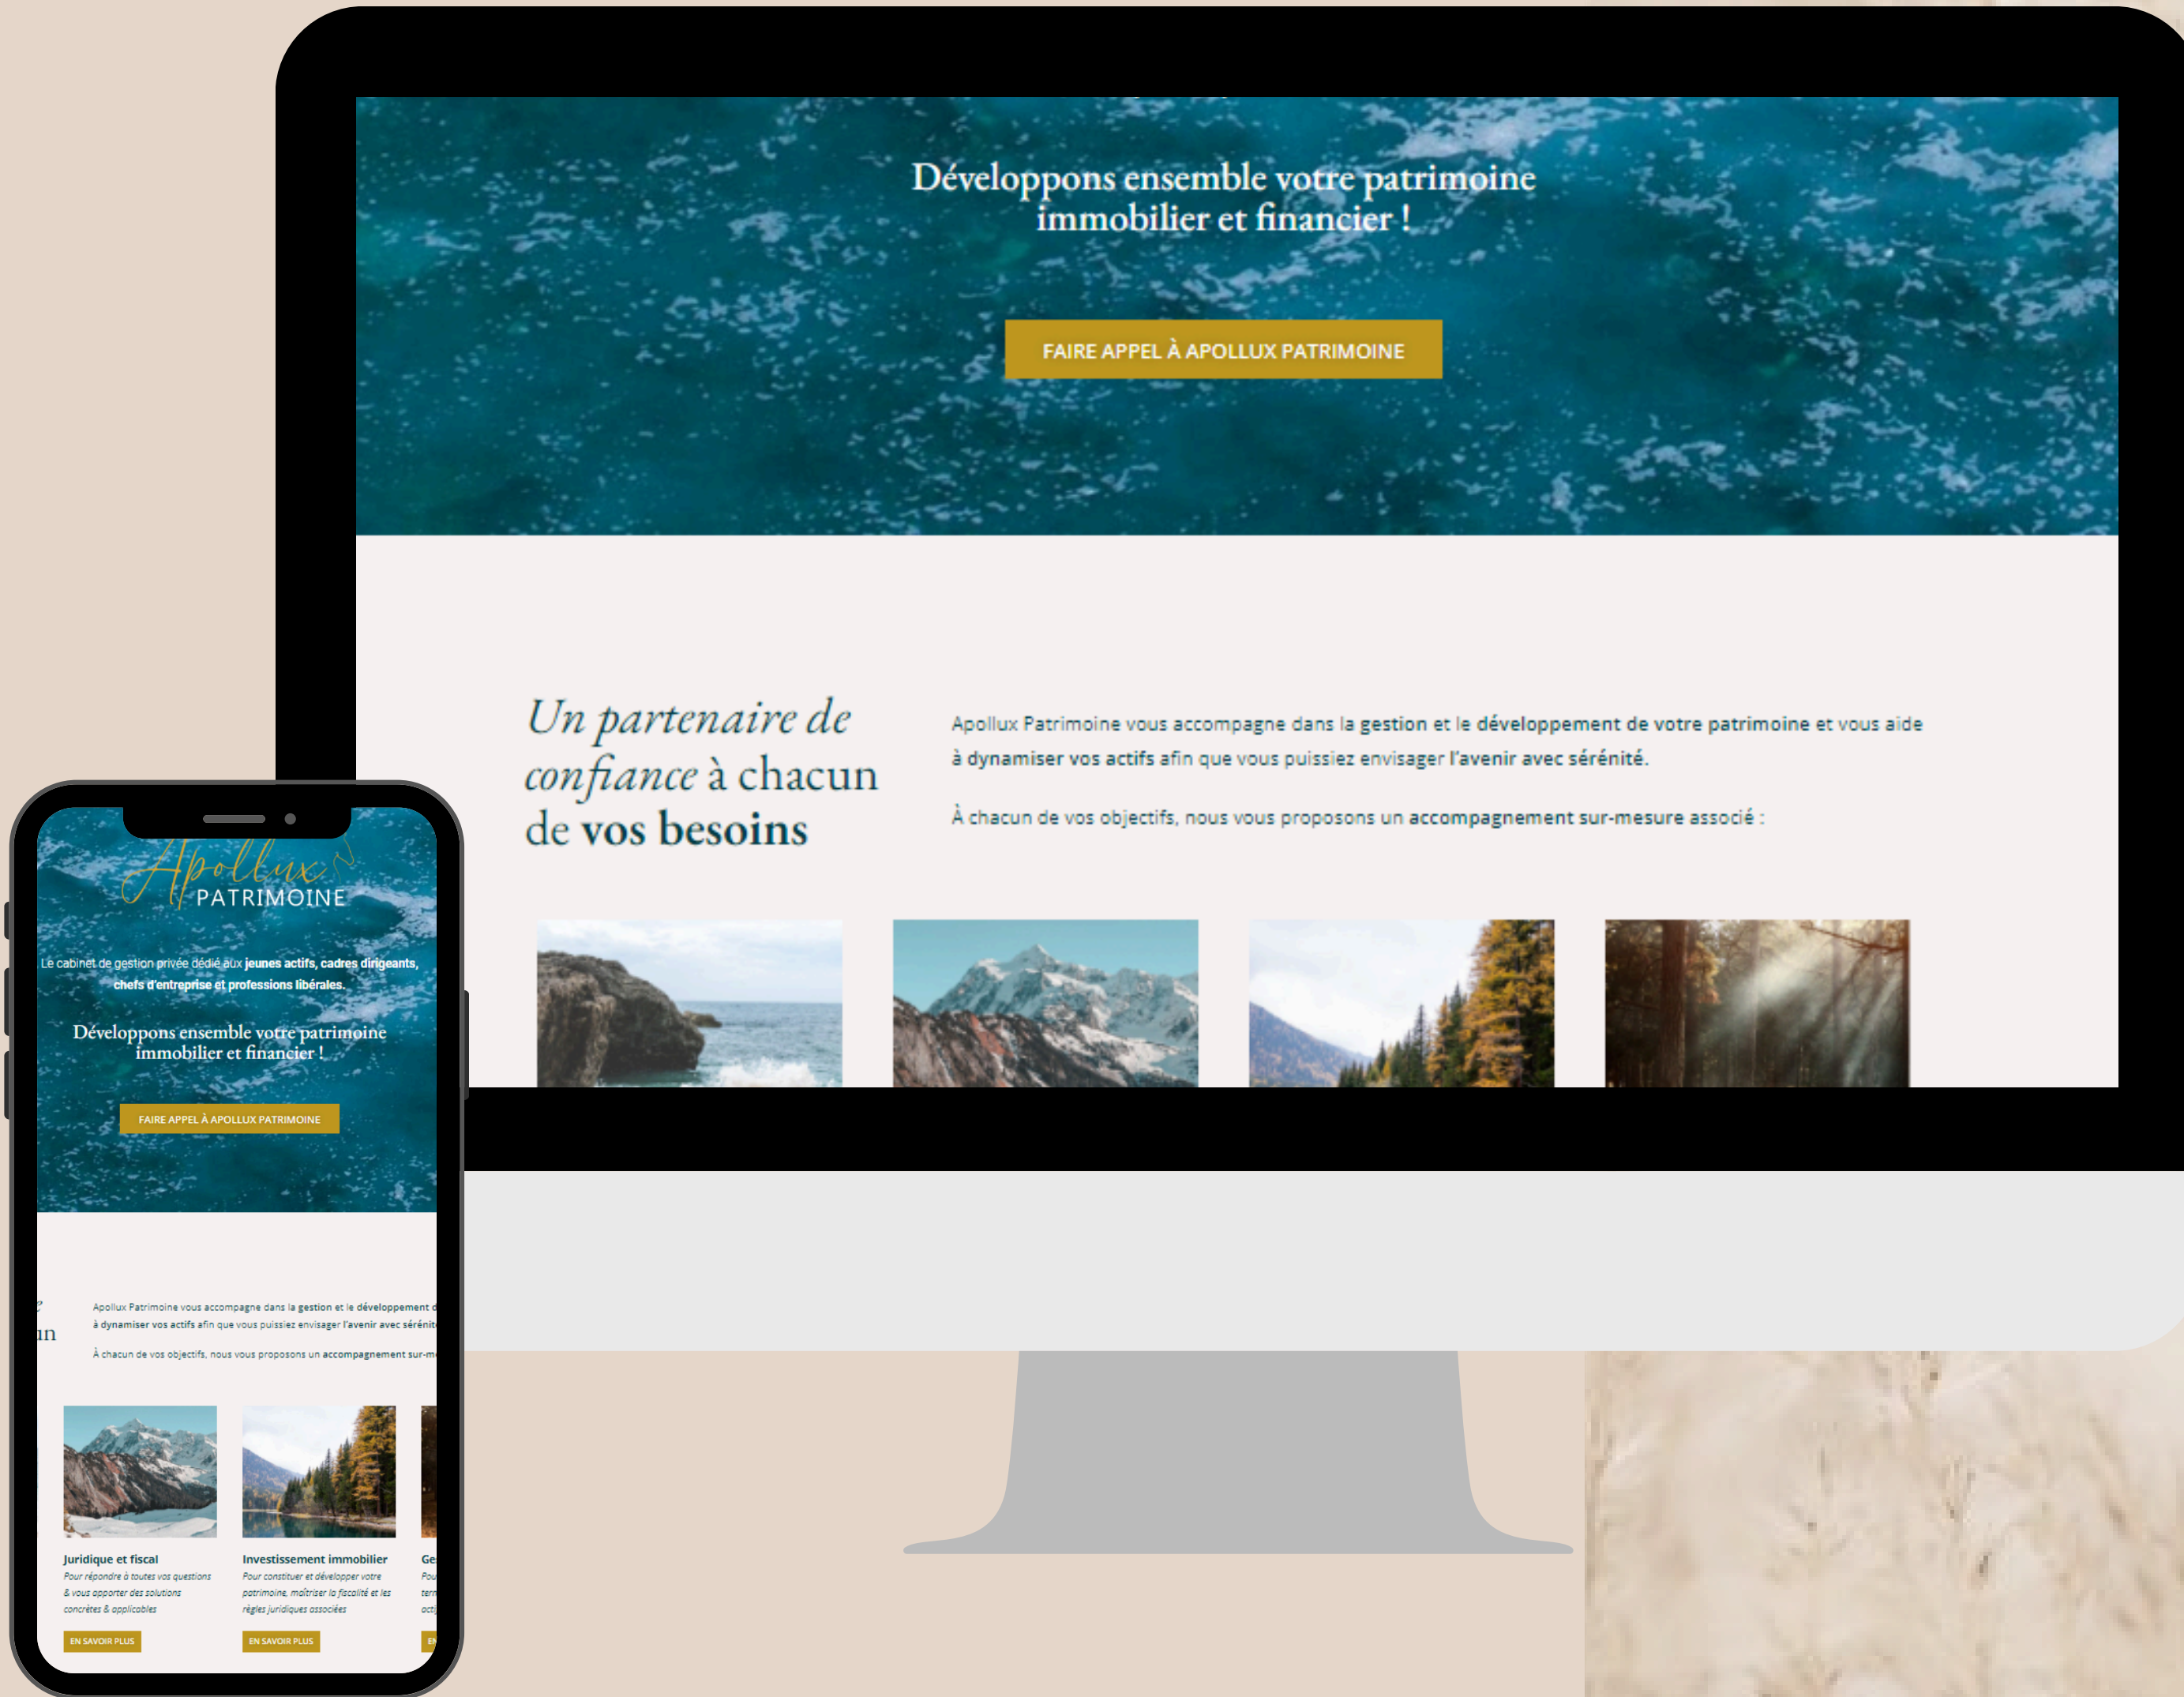 Développons ensemble votre patrimoine
immobilier et financier !
FAIRE APPEL À APOLLUX PATRIMOINE
Un partenaire de
confiance à chacun
de vos besoins
Apollux Patrimoine vous accompagne dans la gestion et le développement de votre patrimoine et vous aide
à dynamiser vos actifs afin que vous puissiez envisager l'avenir avec sérénité.
À chacun de vos objectifs, nous vous proposons un accompagnement sur-mesure associé :
Apollux
PATRIMOINE
Le cabinet de gestion privée dédié aux jeunes actifs, cadres dirigeants,
chefs d'entreprise et professions libérales.
Développons ensemble votre patrimoine
immobilier et financier !
FAIRE APPEL À APOLLUX PATRIMOINE
Apollux Patrimoine vous accompagne dans la gestion et le développement d
à dynamiser vos actifs afin que vous puissiez envisager l'avenir avec sérénit
À chacun de vos objectifs, nous vous proposons un accompagnement sur-m
Juridique et fiscal
Pour répondre à toutes vos questions
& vous apporter des solutions
concrètes & applicables
EN SAVOIR PLUS
Investissement immobilier
Pour constituer et développer votre
patrimoine, maîtriser la fiscalité et les
règles juridiques associées
EN SAVOIR PLUS
Ge
Pou
tern
acti